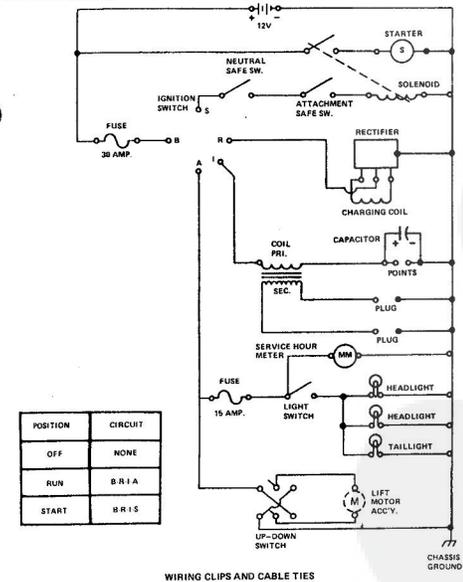 + -
12V
STARTER
S
NEUTRAL
SAFE SW.
SOLENOID
IGNITION
SWITCH
S
ATTACHMENT
SAFE SW.
FUSE
30 AMP.
B
R
A
I
RECTIFIER
CHARGING COIL
COIL
PRI.
CAPACITOR
+ -
POINTS
SEC.
PLUG
PLUG
SERVICE HOUR
METER
MM
FUSE
15 AMP.
LIGHT
SWITCH
HEADLIGHT
HEADLIGHT
TAILLIGHT
POSITION CIRCUIT
OFF NONE
RUN B-R-I-A
START B-R-I-S
M
LIFT
MOTOR
ACC'Y.
UP-DOWN
SWITCH
CHASSIS
GROUND
WIRING CLIPS AND CABLE TIES